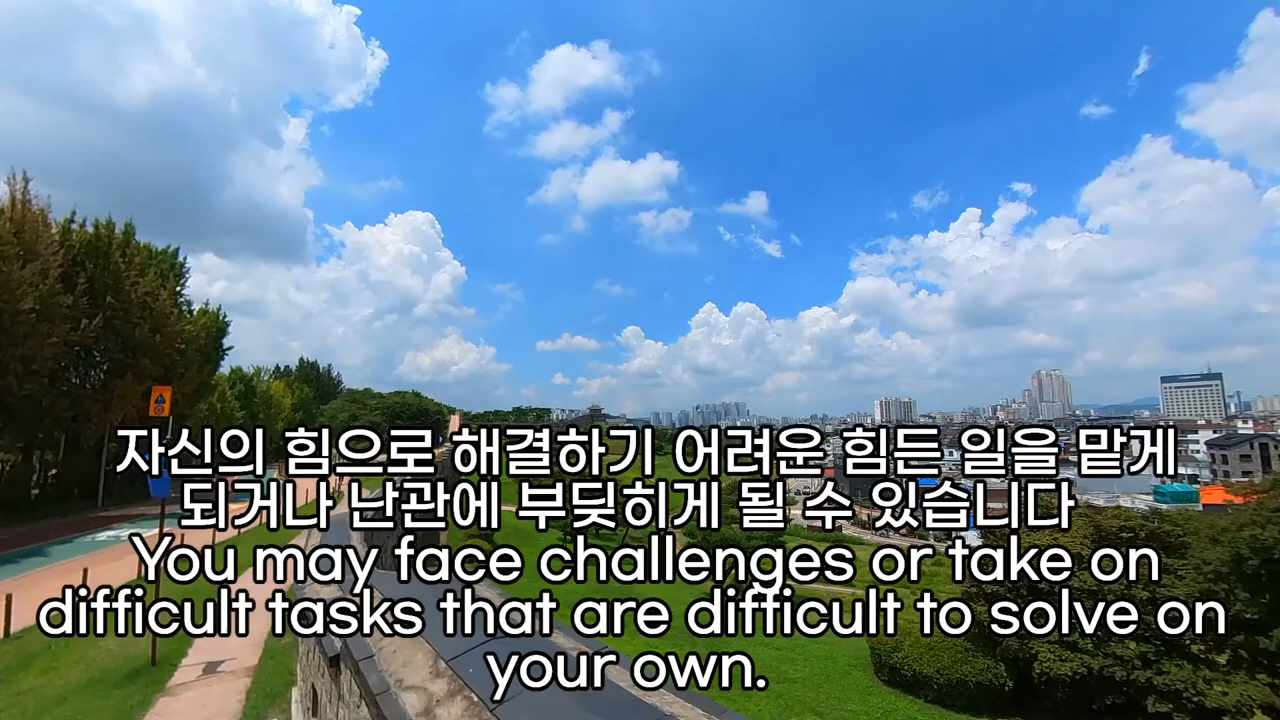 자신의 힘으로 해결하기 어려운 힘든 일을 맡게
되거나 난관에 부딪히게 될 수 있습니다
You may face challenges or take on
difficult tasks that are difficult to solve on
your own.